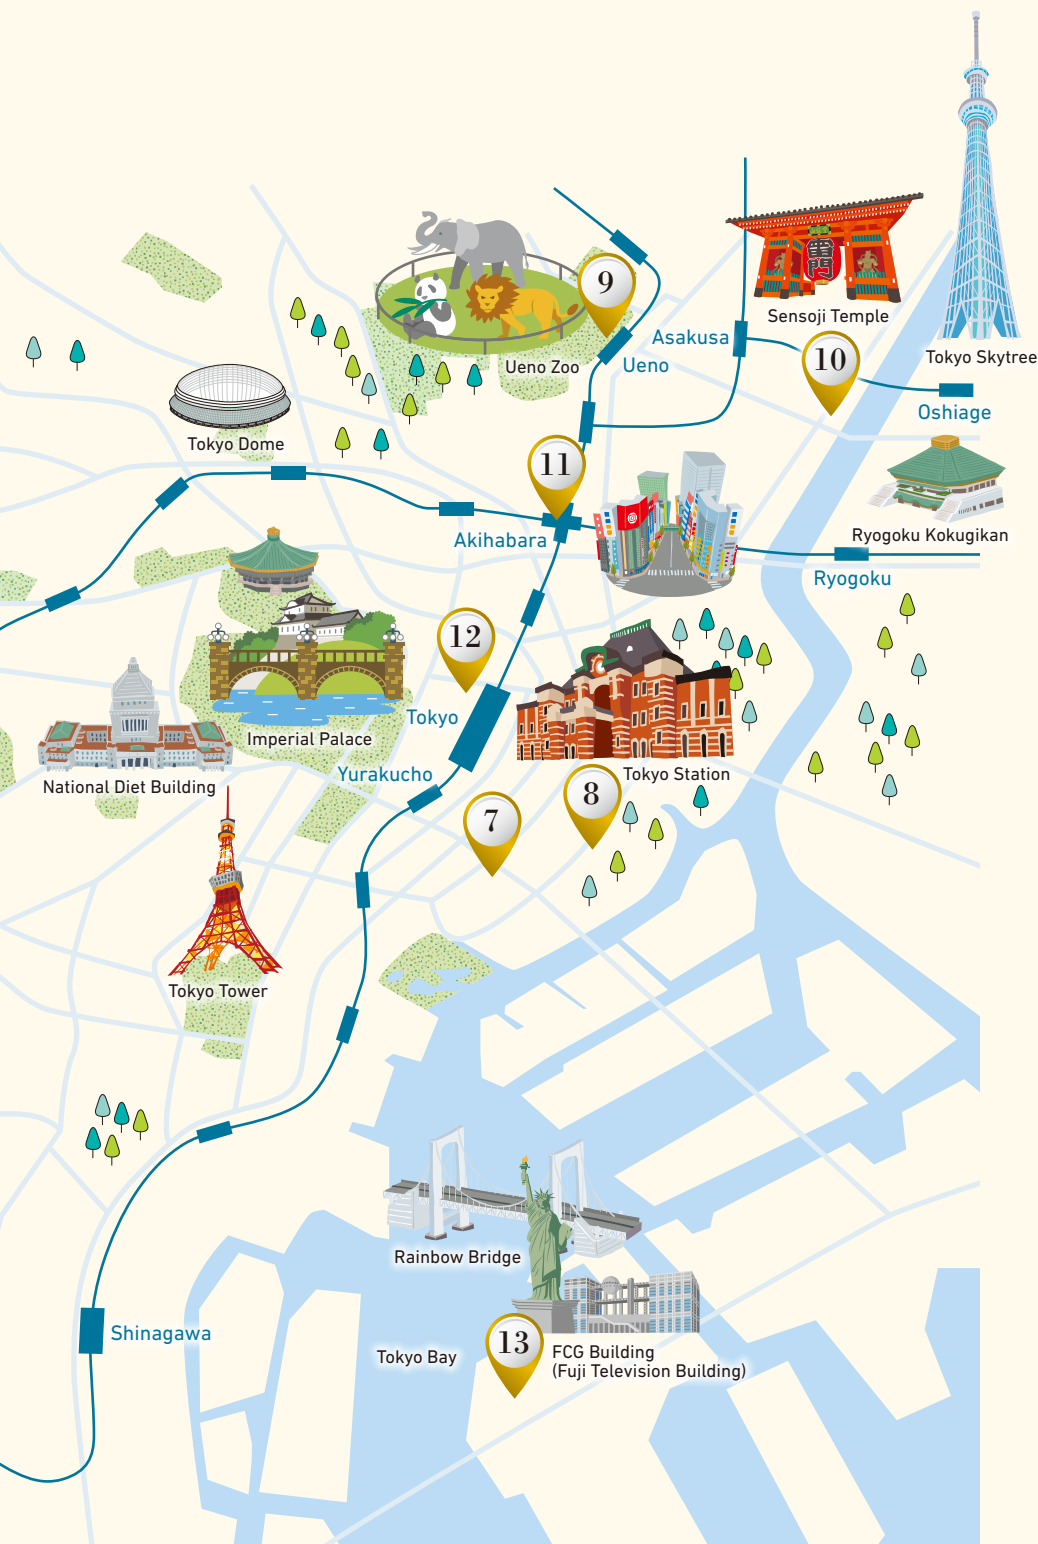 9
Sensoji Temple
Asakusa
Tokyo Skytree
Ueno Zoo
Ueno
10
Oshiage
Tokyo Dome
雷門
11
Akihabara
Ryogoku Kokugikan
Ryogoku
12
Tokyo
Imperial Palace
Yurakucho
Tokyo Station
National Diet Building
7
8
Tokyo Tower
Rainbow Bridge
Shinagawa
13
Tokyo Bay
FCG Building
(Fuji Television Building)